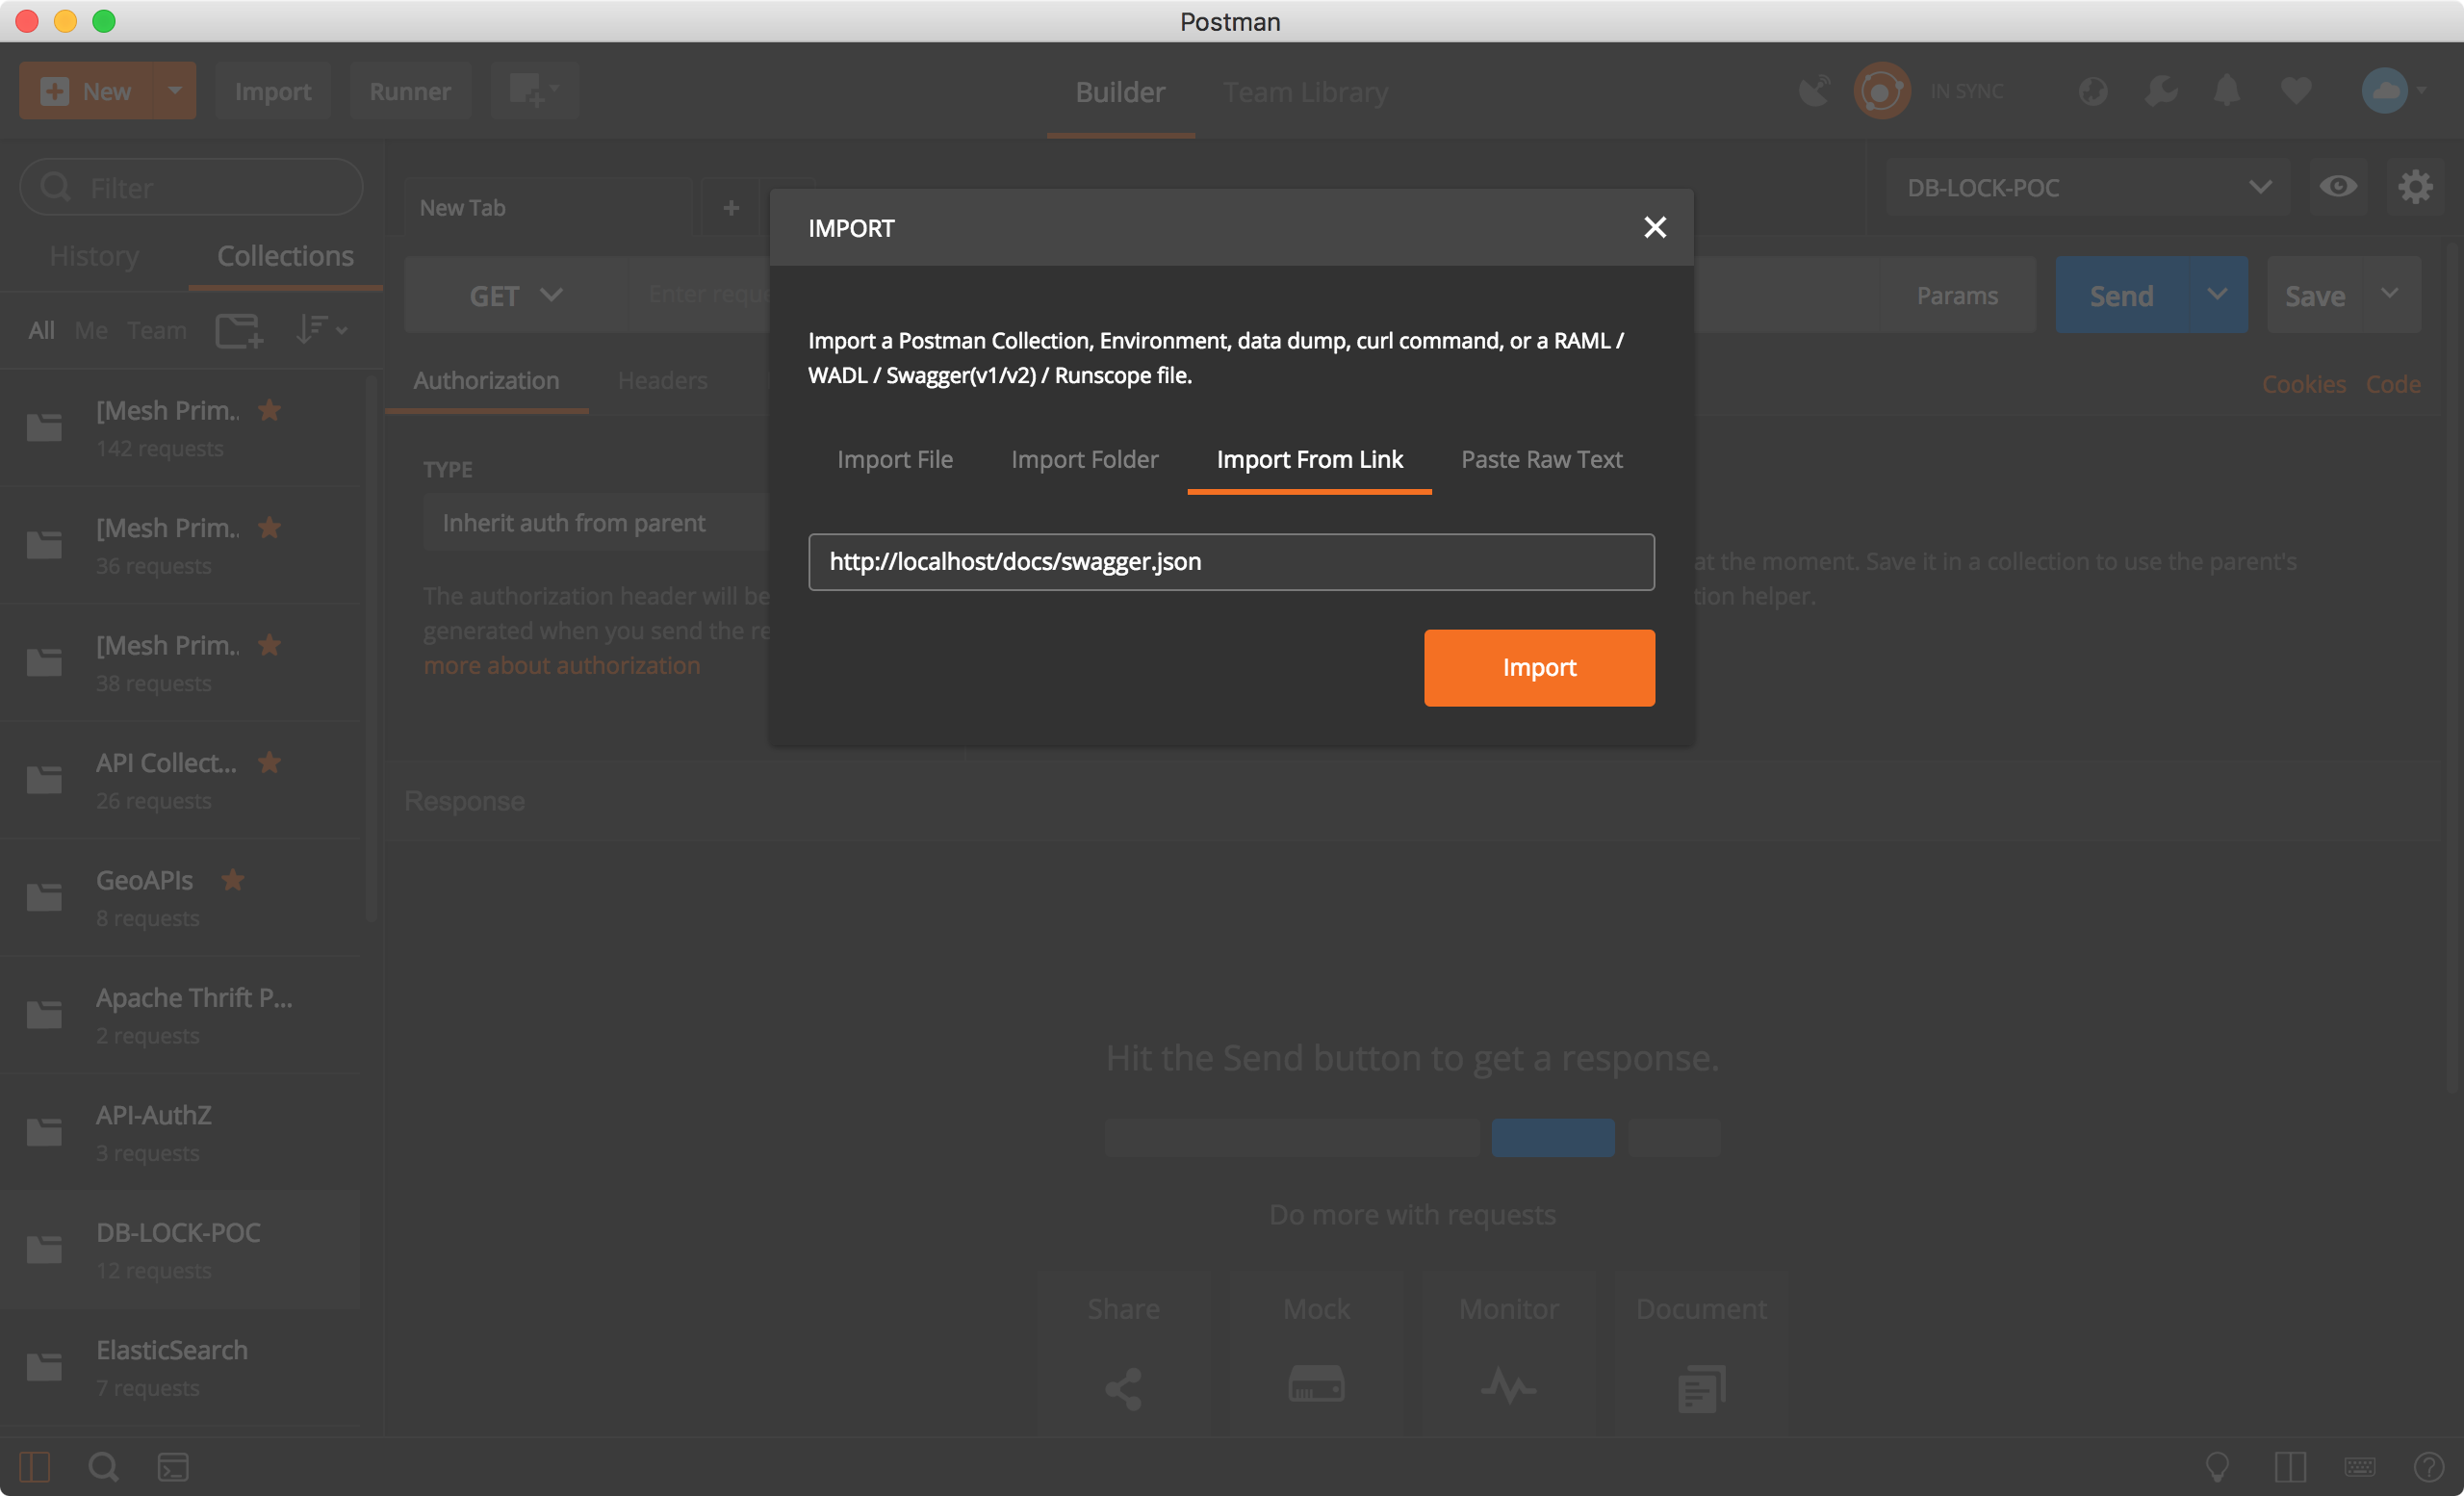 Postman
New
Import
Runner
Builder
Team Library
IN SYNC
Filter
History
Collections
All
Me
Team
[Mesh Prim..
142 requests
[Mesh Prim..
36 requests
[Mesh Prim..
38 requests
API Collect...
26 requests
GeoAPIs
8 requests
Apache Thrift P...
2 requests
API-AuthZ
3 requests
DB-LOCK-POC
12 requests
ElasticSearch
7 requests
New Tab
DB-LOCK-POC
GET
Enter requ
Params
Send
Save
Authorization
Headers
Cookies
Code
TYPE
Inherit auth from parent
The authorization header will be
generated when you send the re
more about authorization
at the moment. Save it in a collection to use the parent's
tion helper.
IMPORT
Import a Postman Collection, Environment, data dump, curl command, or a RAML /
WADL / Swagger(v1/v2) / Runscope file.
Import File
Import Folder
Import From Link
Paste Raw Text
http://localhost/docs/swagger.json
Import
Response
Hit the Send button to get a response.
Do more with requests
Share
Mock
Monitor
Document